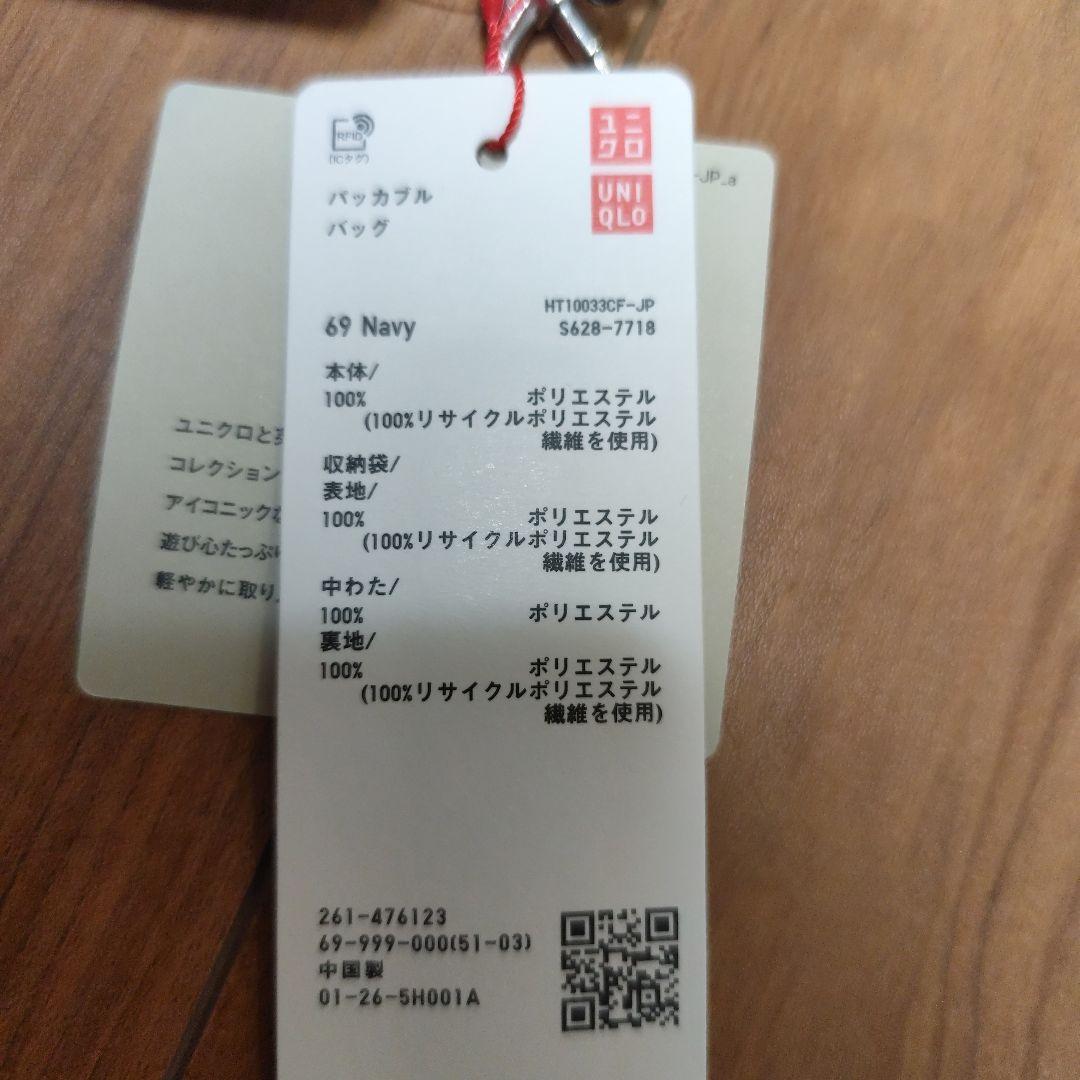 RFID
(ICタグ)
ユニ
クロ
UNI
QLO
パッカブル
バッグ
-JP_a
HT10033CF-JP
69 Navy
S628-7718
本体/
100% ポリエステル
(100%リサイクルポリエステル
繊維を使用)
収納袋/
表地/
100% ポリエステル
(100%リサイクルポリエステル
繊維を使用)
中わた/
100% ポリエステル
裏地/
100% ポリエステル
(100%リサイクルポリエステル
繊維を使用)
261-476123
69-999-000(51-03)
中国製
01-26-5H001A
ユニクロと
コレクション
アイコニックな
遊び心たっぷり
軽やかに取り